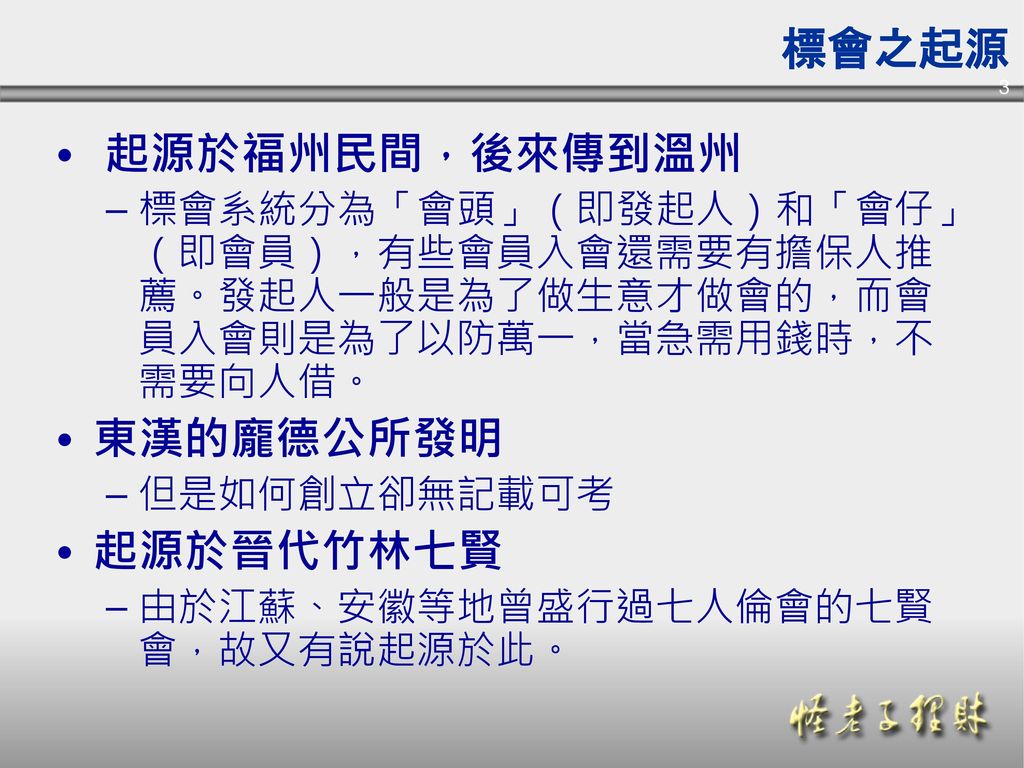 標會之起源
3
• 起源於福州民間，後來傳到溫州
– 標會系統分為「會頭」（即發起人）和「會仔」
（即會員），有些會員入會還需要有擔保人推
薦。發起人一般是為了做生意才做會的，而會
員入會則是為了以防萬一，當急需用錢時，不
需要向人借。
• 東漢的龐德公所發明
– 但是如何創立卻無記載可考
• 起源於晉代竹林七賢
– 由於江蘇、安徽等地曾盛行過七人倫會的七賢
會，故又有說起源於此。
怪老子理財